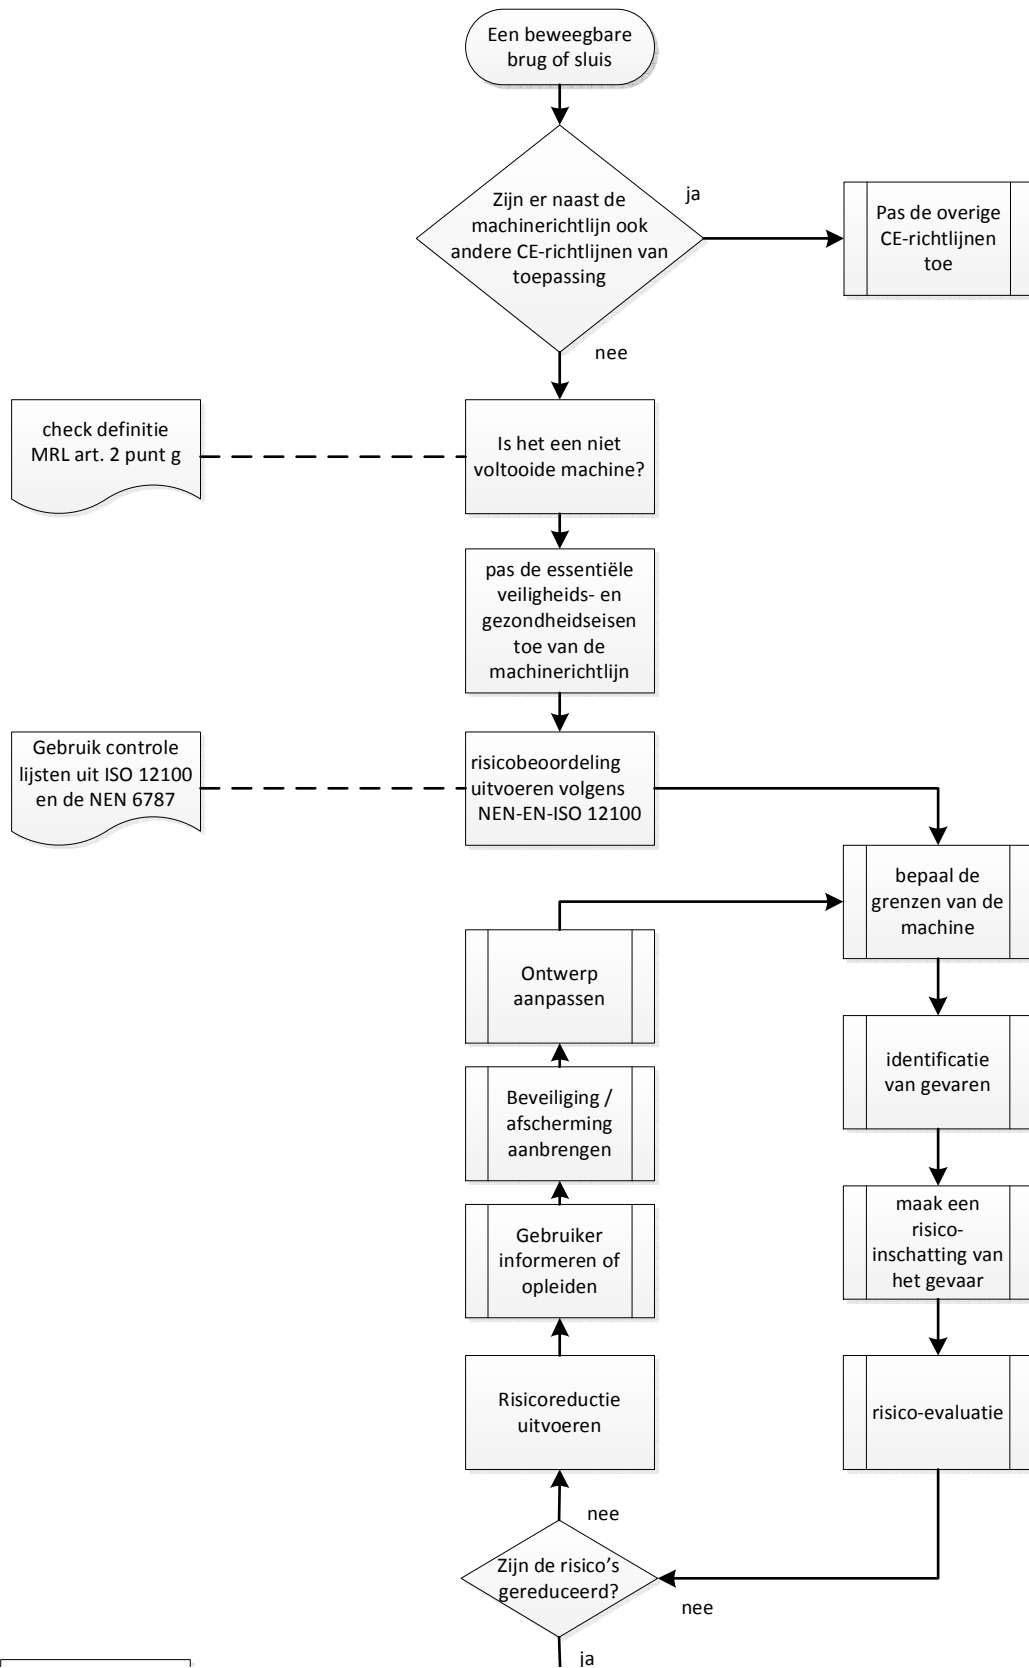 Een beweegbare
brug of sluis
Zijn er naast de
machinerichtlijn ook
andere CE-richtlijnen van
toepassing
ja
Pas de overige
CE-richtlijnen
toe
nee
check definitie
MRL art. 2 punt g
Is het een niet
voltooide machine?
pas de essentiële
veiligheids- en
gezondheidseisen
toe van de
machinerichtlijn
Gebruik controle
lijsten uit ISO 12100
en de NEN 6787
risicobeoordeling
uitvoeren volgens
NEN-EN-ISO 12100
bepaal de
grenzen van de
machine
Ontwerp
aanpassen
identificatie
van gevaren
Beveiliging /
afscherming
aanbrengen
maak een
risico-
inschatting van
het gevaar
Gebruiker
informeren of
opleiden
Risicoreductie
uitvoeren
risico-evaluatie
nee
Zijn de risico's
gereduceerd?
nee
ja